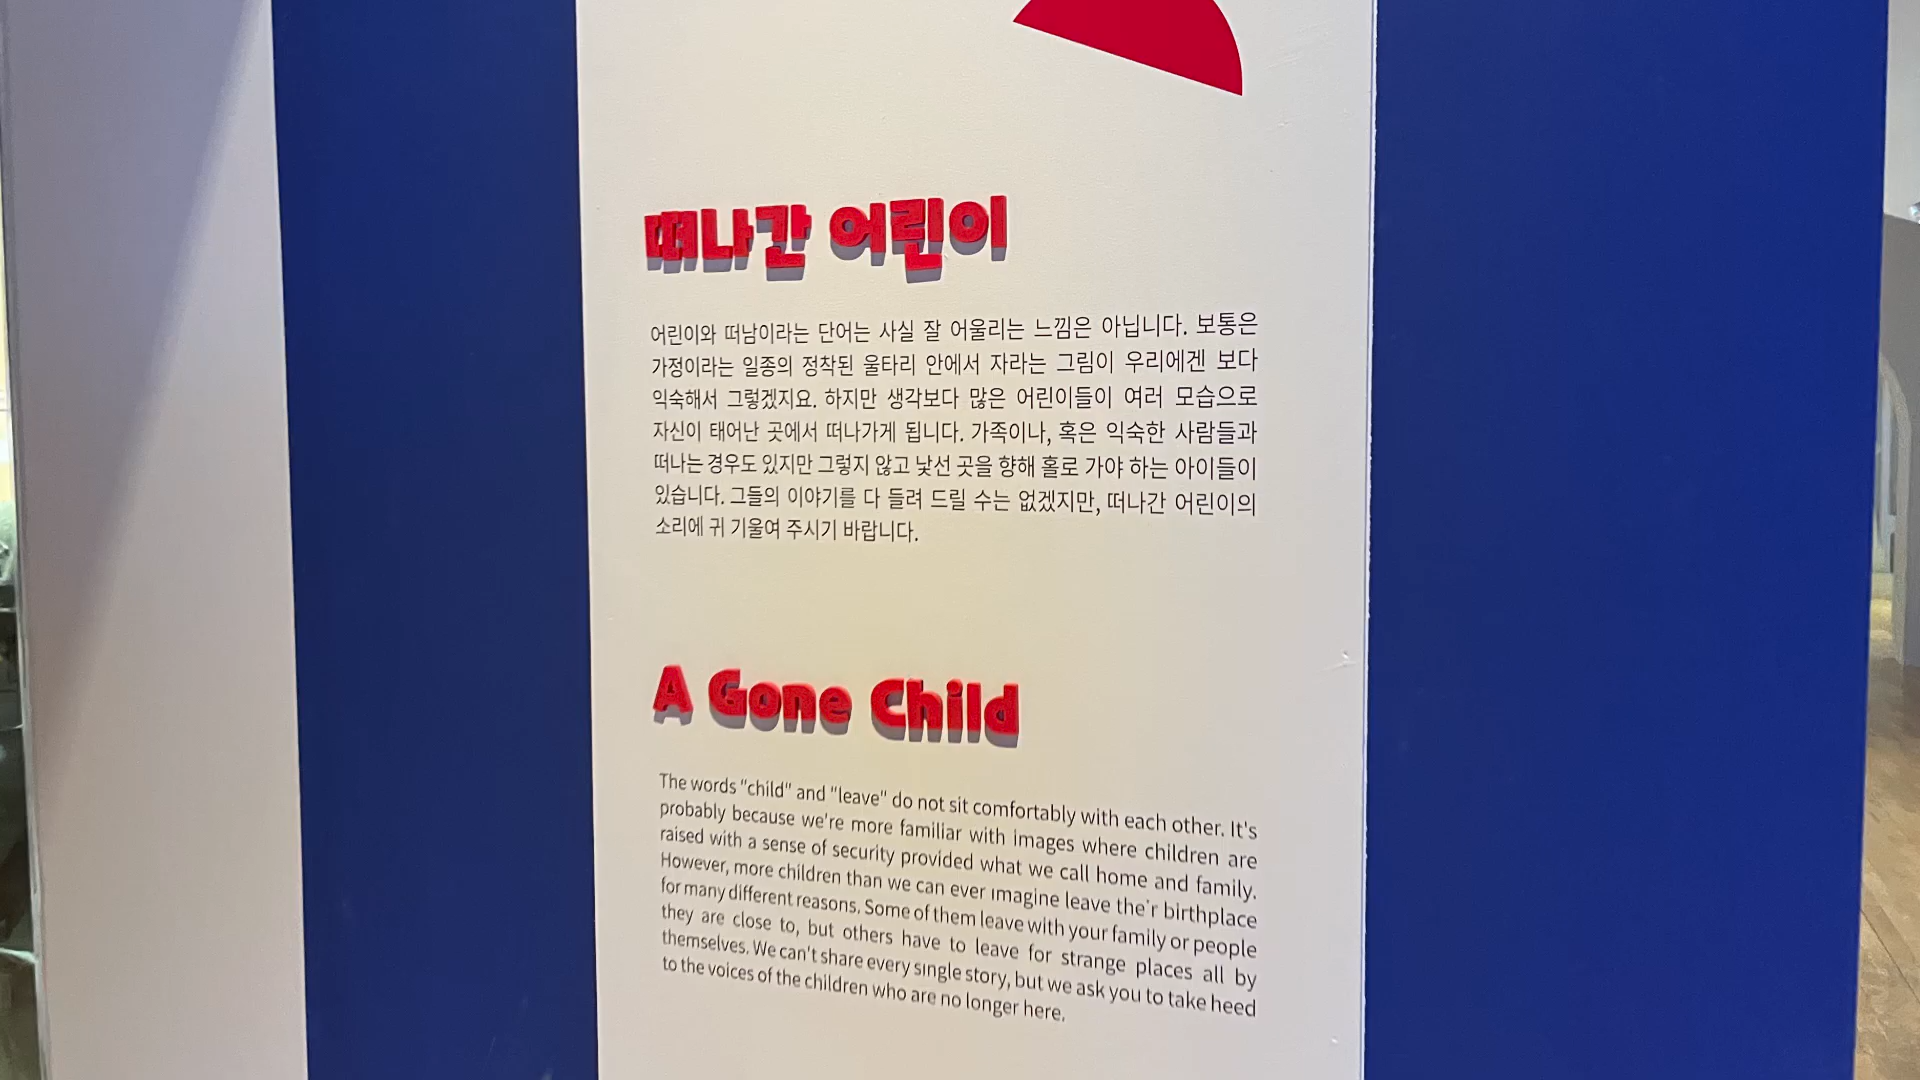 떠나간 어린이
어린이와 떠남이라는 단어는 사실 잘 어울리는 느낌은 아닙니다. 보통은
가정이라는 일종의 정착된 울타리 안에서 자라는 그림이 우리에겐 보다
익숙해서 그렇겠지요. 하지만 생각보다 많은 어린이들이 여러 모습으로
자신이 태어난 곳에서 떠나가게 됩니다. 가족이나, 혹은 익숙한 사람들과
떠나는 경우도 있지만 그렇지 않고 낯선 곳을 향해 홀로 가야 하는 아이들이
있습니다. 그들의 이야기를 다 들려 드릴 수는 없겠지만, 떠나간 어린이의
소리에 귀 기울여 주시기 바랍니다.
A Gone Child
The words "child" and "leave" do not sit comfortably with each other. It's
probably because we're more familiar with images where children are
raised with a sense of security provided what we call home and family.
However, more children than we can ever imagine leave the'r birthplace
for many different reasons. Some of them leave with your family or people
they are close to, but others have to leave for strange places all by
themselves. We can't share every single story, but we ask you to take heed
to the voices of the children who are no longer here.